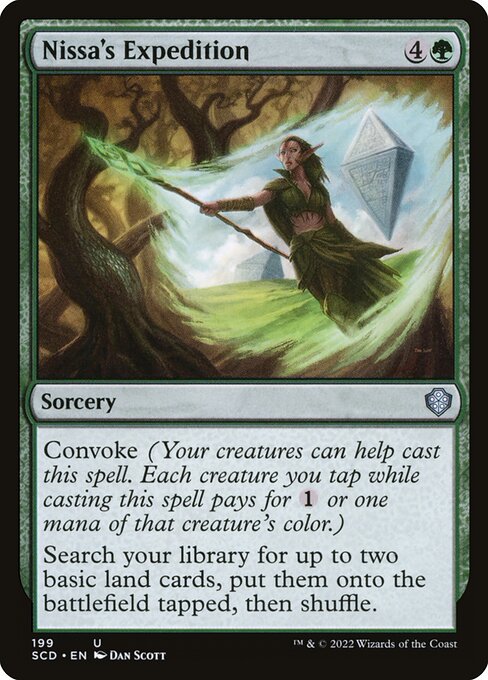 Nissa's Expedition 4
Sorcery
Convoke (Your creatures can help cast
this spell. Each creature you tap while
casting this spell pays for 1 or one
mana of that creature's color.)
Search your library for up to two
basic land cards, put them onto the
battlefield tapped, then shuffle.
199 U
SCD • EN Dan Scott
™ & © 2022 Wizards of the Coast